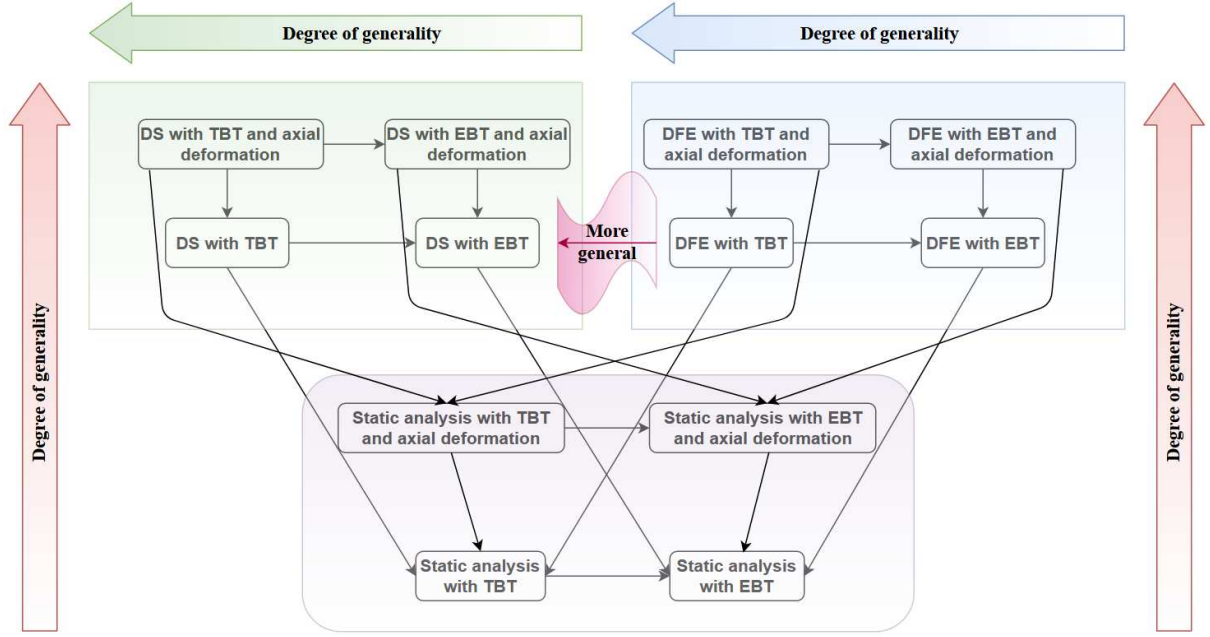 Degree of generality
Degree of generality
DS with TBT and axial
deformation
DS with EBT and axial
deformation
DFE with TBT and
axial deformation
DFE with EBT and
axial deformation
DS with TBT
DS with EBT
More
general
DFE with TBT
DFE with EBT
Degree of generality
Degree of generality
Static analysis with TBT
and axial deformation
Static analysis with EBT
and axial deformation
Static analysis
with TBT
Static analysis
with EBT